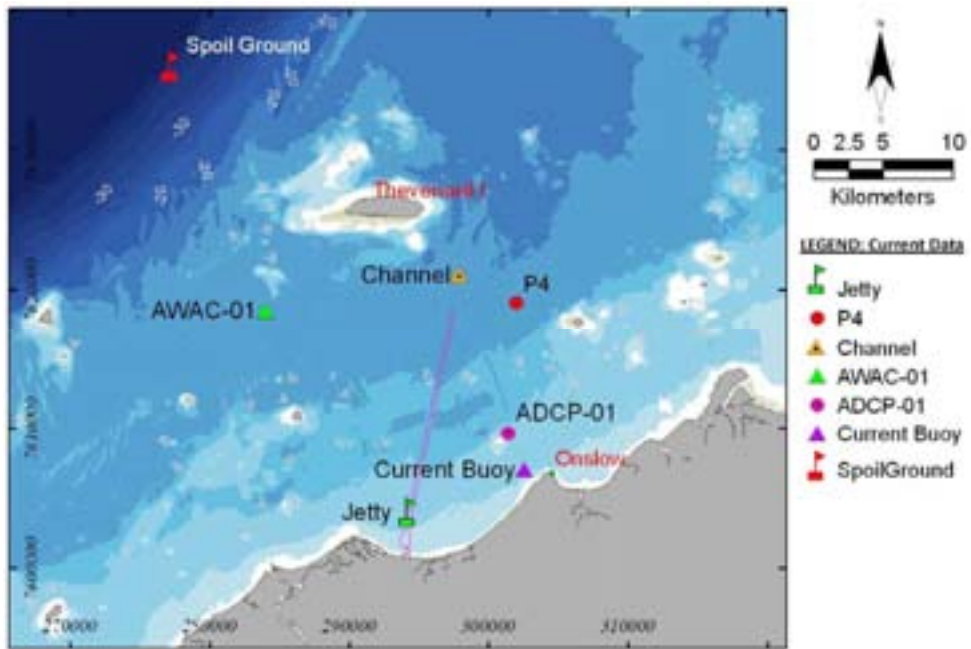 Spoil Ground
Thevenard I
Channel
P4
AWAC-01
ADCP-01
Current Buoy
Onslow
Jetty
270000
290000
300000
310000
N
0 2.5 5 10
Kilometers
LEGEND: Current Data
Jetty
P4
Channel
AWAC-01
ADCP-01
Current Buoy
SpoilGround